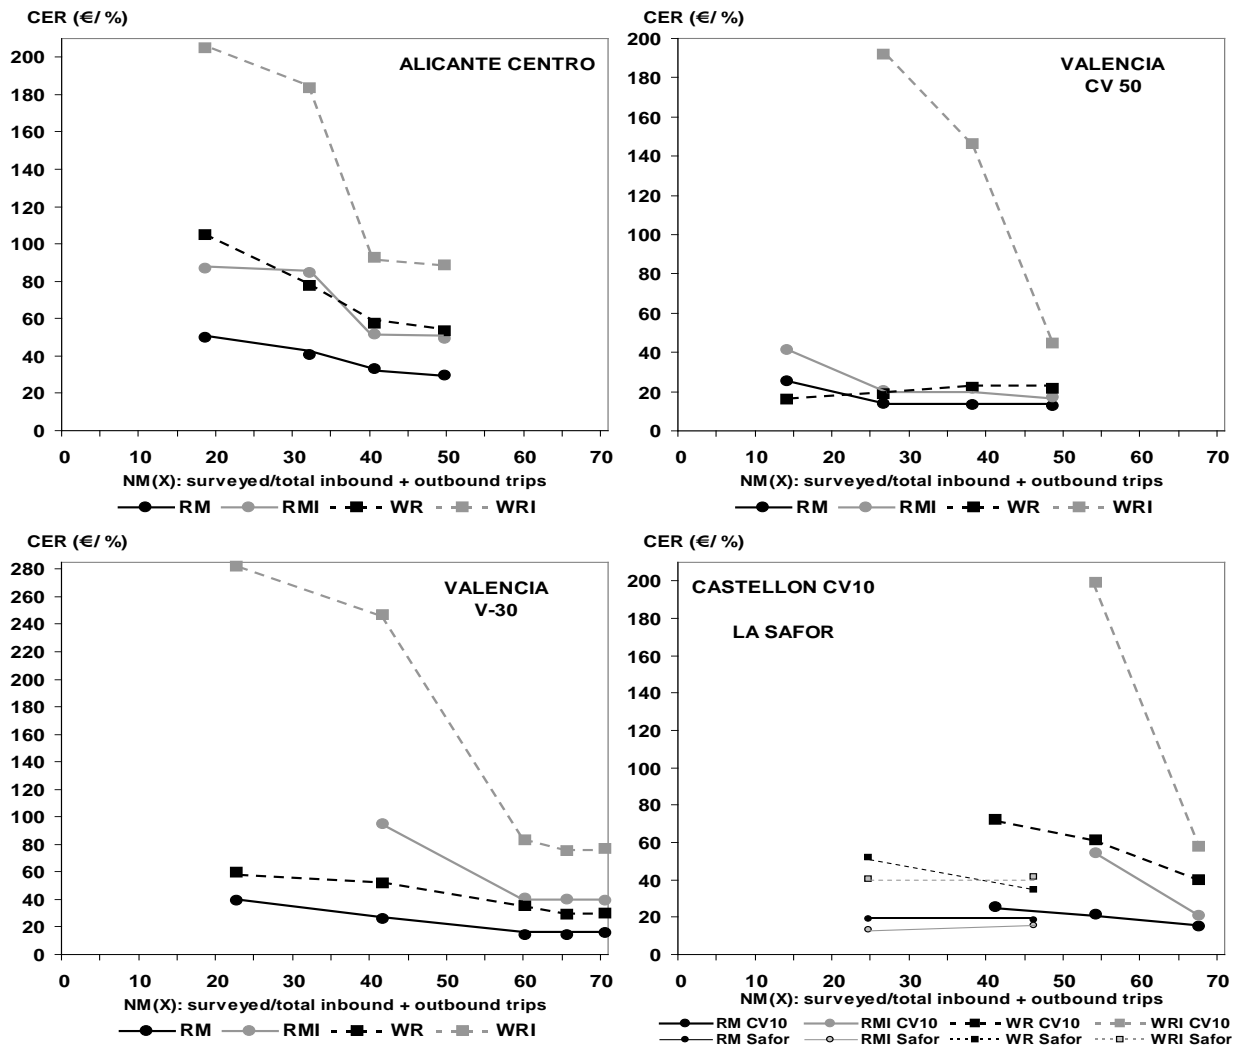 CER (€/ %)
ALICANTE CENTRO
200
180
160
140
120
100
80
60
40
20
0
0 10 20 30 40 50 60 70
NM(X): surveyed/total inbound + outbound trips
RM RMI WR WRI
CER (€/ %)
VALENCIA
CV 50
200
180
160
140
120
100
80
60
40
20
0
0 10 20 30 40 50 60 70
NM(X): surveyed/total inbound + outbound trips
RM RMI WR WRI
CER (€/ %)
VALENCIA
V-30
280
260
240
220
200
180
160
140
120
100
80
60
40
20
0
0 10 20 30 40 50 60 70
NM(X): surveyed/total inbound + outbound trips
RM RMI WR WRI
CER (€/ %)
CASTELLON CV10
LA SAFOR
200
180
160
140
120
100
80
60
40
20
0
0 10 20 30 40 50 60 70
NM(X): surveyed/total inbound + outbound trips
RM CV10 RMI CV10 WR CV10 WRI CV10
RM Safor RMI Safor WR Safor WRI Safor